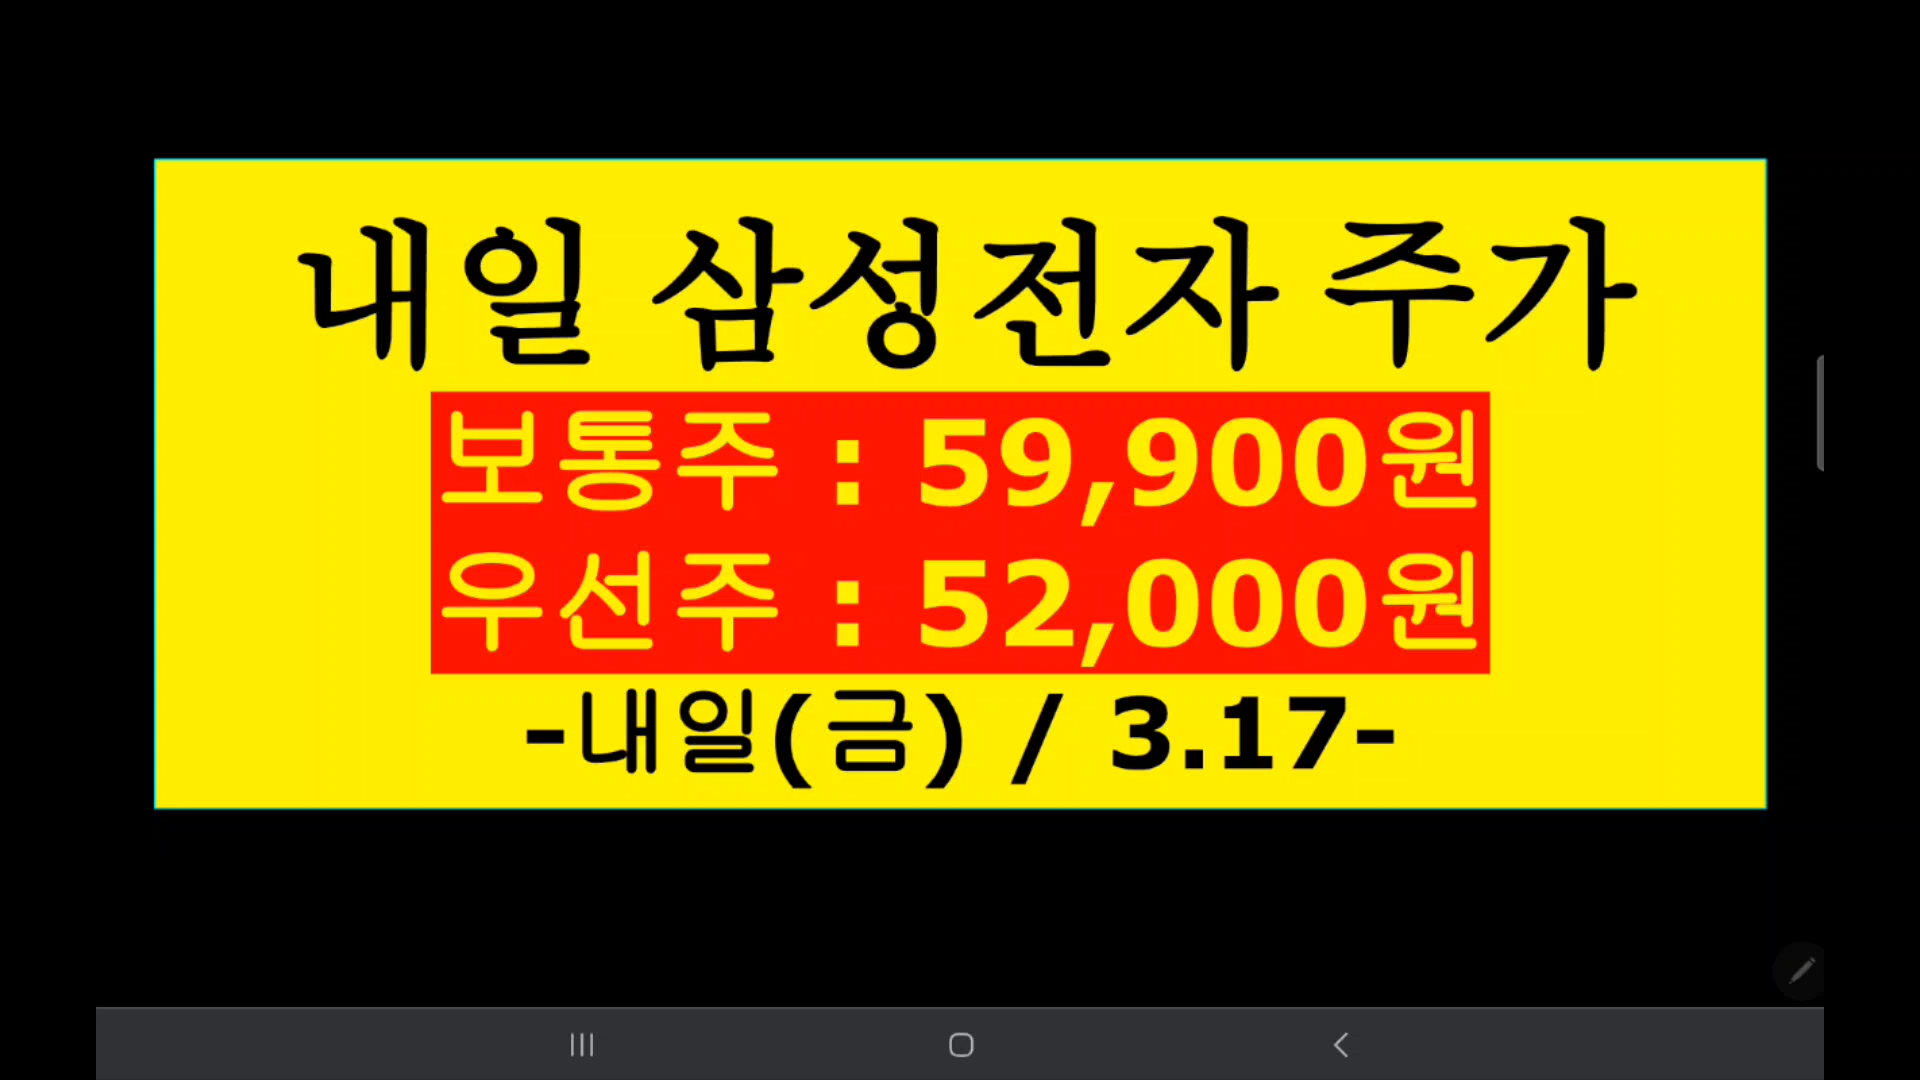 내일 삼성전자 주가
보통주 : 59,900원
우선주 : 52,000원
-내일(금) / 3.17-